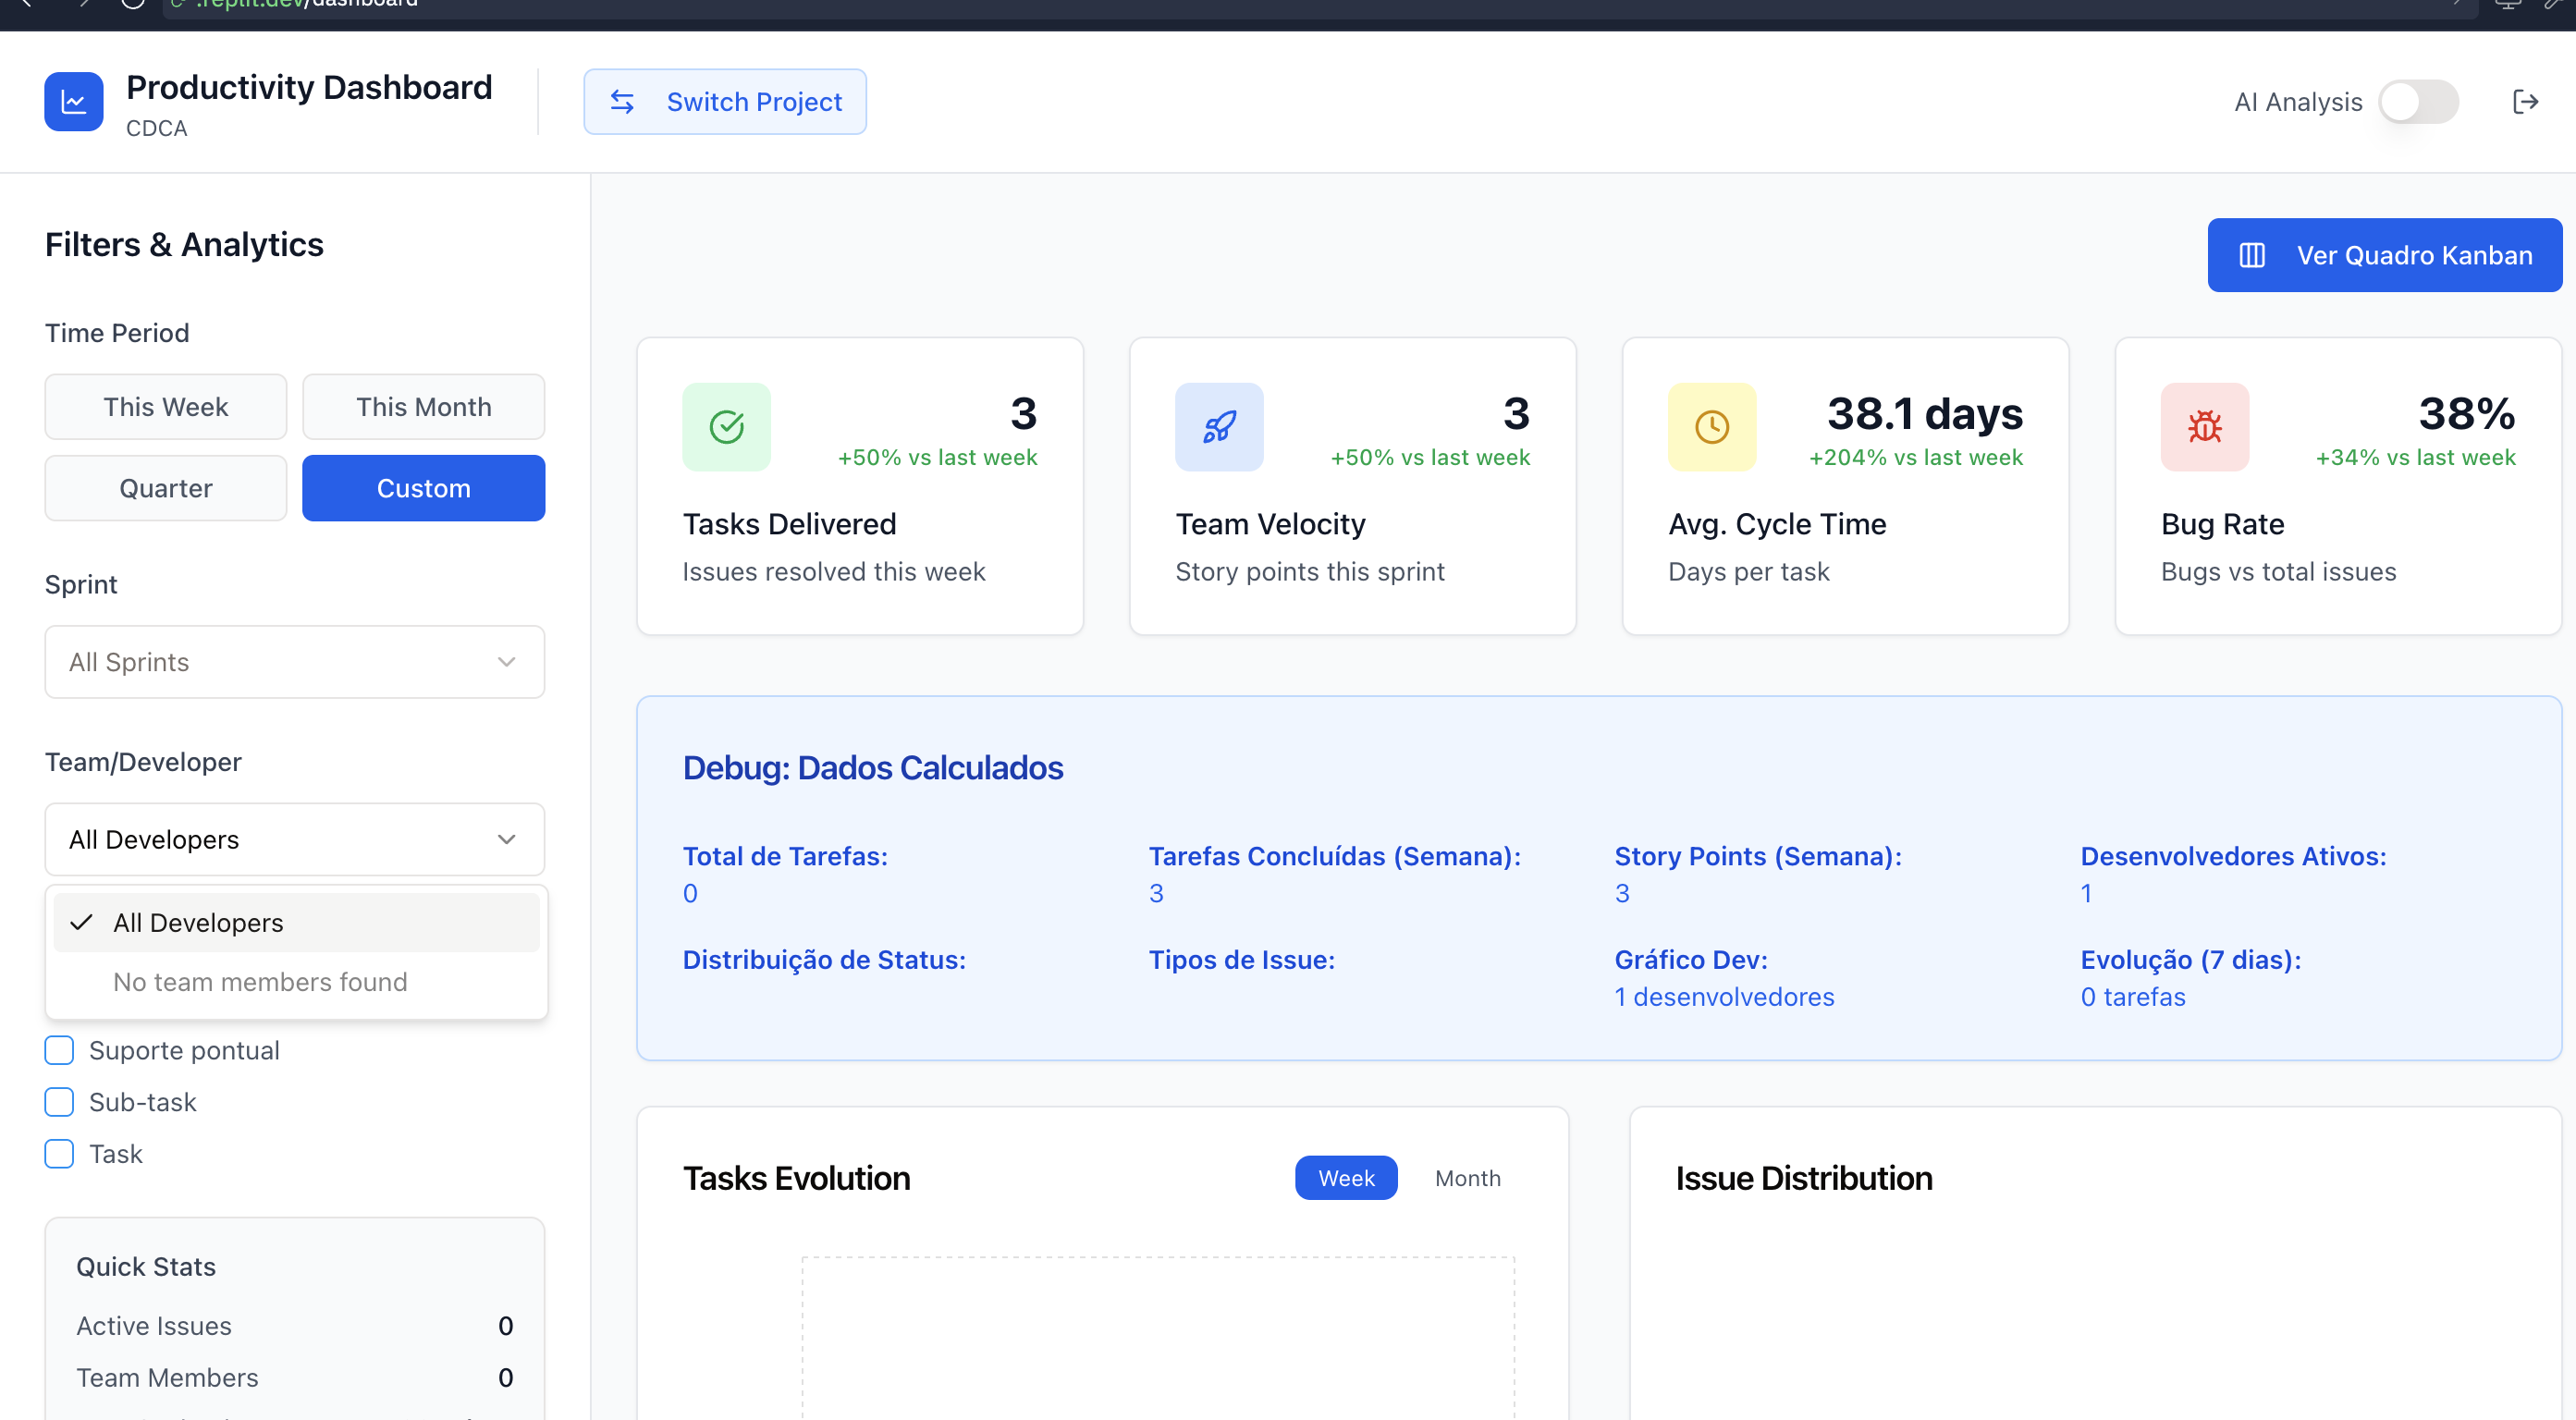 .replit.dev/dashboard
Productivity Dashboard
CDCA
Switch Project
AI Analysis
Filters & Analytics
Time Period
This Week
This Month
Quarter
Custom
Sprint
All Sprints
Team/Developer
All Developers
All Developers
No team members found
Suporte pontual
Sub-task
Task
Quick Stats
Active Issues
0
Team Members
0
Ver Quadro Kanban
3
+50% vs last week
Tasks Delivered
Issues resolved this week
3
+50% vs last week
Team Velocity
Story points this sprint
38.1 days
+204% vs last week
Avg. Cycle Time
Days per task
38%
+34% vs last week
Bug Rate
Bugs vs total issues
Debug: Dados Calculados
Total de Tarefas:
0
Tarefas Concluídas (Semana):
3
Story Points (Semana):
3
Desenvolvedores Ativos:
1
Distribuição de Status:
Tipos de Issue:
Gráfico Dev:
1 desenvolvedores
Evolução (7 dias):
0 tarefas
Tasks Evolution
Week
Month
Issue Distribution